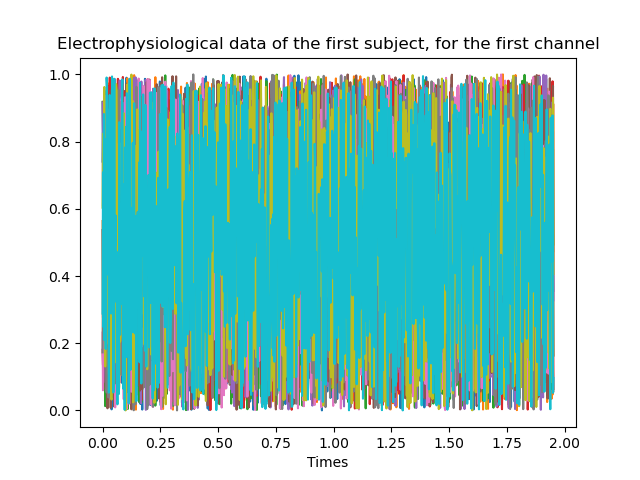 Electrophysiological data of the first subject, for the first channel
1.0
0.8
0.6
0.4
0.2
0.0
0.00 0.25 0.50 0.75 1.00 1.25 1.50 1.75 2.00
Times